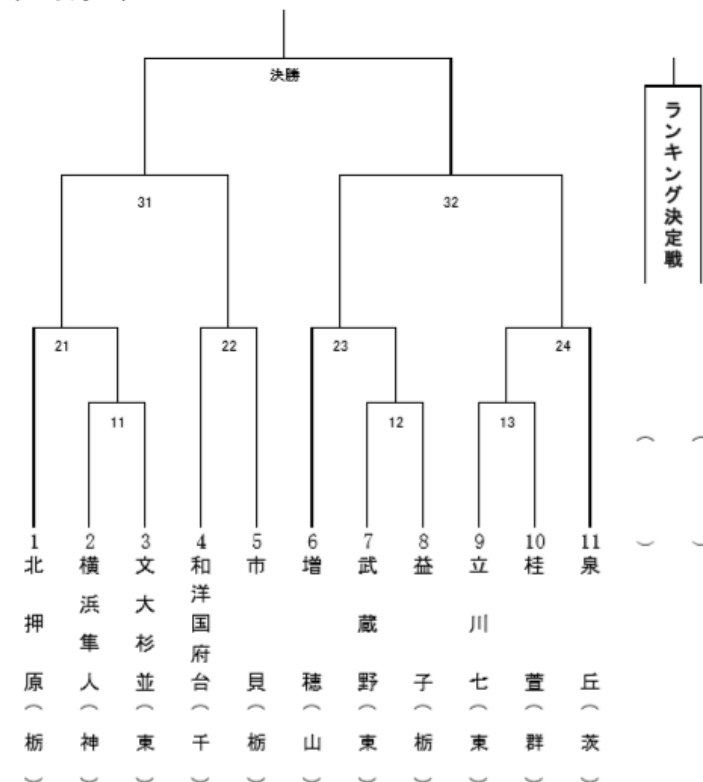 決勝
ランキング決定戦
31
32
21
22
23
24
11
12
13
（ ）
（ ）
1 北押原（栃）
2 横浜隼人（神）
3 文大杉並（東）
4 和洋国府台（千）
5 市貝（栃）
6 増穂（山）
7 武蔵野（東）
8 益子（栃）
9 立川七（東）
10 桂萱（群）
11 泉丘（茨）